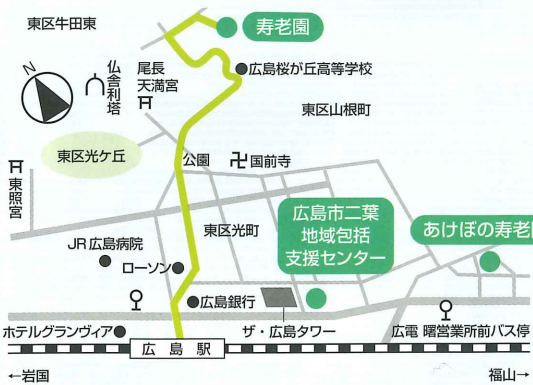 東区牛田東
寿老園
仏舎利塔
尾長
天満宮
広島桜が丘高等学校
N
東区山根町
東区光ケ丘
公園
国前寺
東照宮
広島市二葉
地域包括
支援センター
東区光町
あけぼの寿老
JR広島病院
ローソン
広島銀行
ホテルグランヴィア
ザ・広島タワー
広電 曙営業所前バス停
広島駅
←岩国
福山→